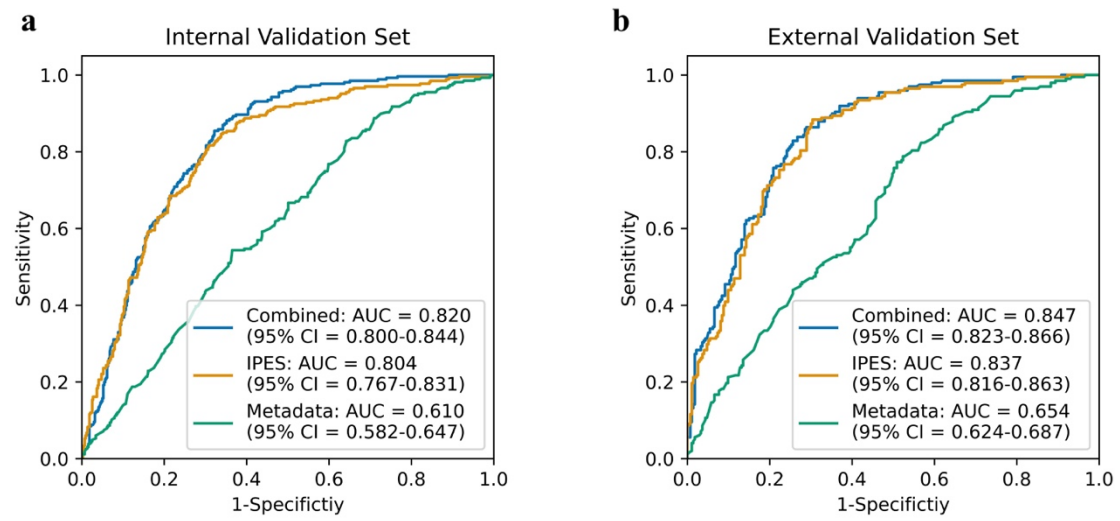 a
Internal Validation Set
1.0
0.8
0.6
0.4
0.2
0.0
Sensitivity
Combined: AUC = 0.820
(95% CI = 0.800-0.844)
IPES: AUC = 0.804
(95% CI = 0.767-0.831)
Metadata: AUC = 0.610
(95% CI = 0.582-0.647)
0.0 0.2 0.4 0.6 0.8 1.0
1-Specifictiy
b
External Validation Set
1.0
0.8
0.6
0.4
0.2
0.0
Sensitivity
Combined: AUC = 0.847
(95% CI = 0.823-0.866)
IPES: AUC = 0.837
(95% CI = 0.816-0.863)
Metadata: AUC = 0.654
(95% CI = 0.624-0.687)
0.0 0.2 0.4 0.6 0.8 1.0
1-Specifictiy